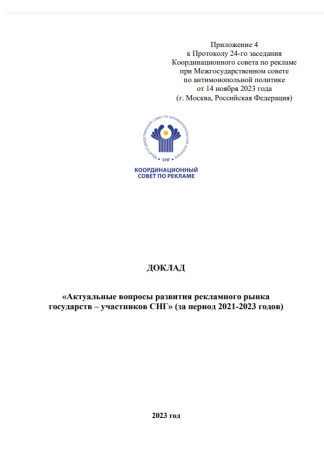 Приложение 4
к Протоколу 24-го заседания
Координационного совета по рекламе
при Межгосударственном совете
по антимонопольной политике
от 14 ноября 2023 года
(г. Москва, Российская Федерация)
СНГ
КООРДИНАЦИОННЫЙ
СОВЕТ ПО РЕКЛАМЕ
ДОКЛАД
«Актуальные вопросы развития рекламного рынка
государств – участников СНГ» (за период 2021-2023 годов)
2023 год